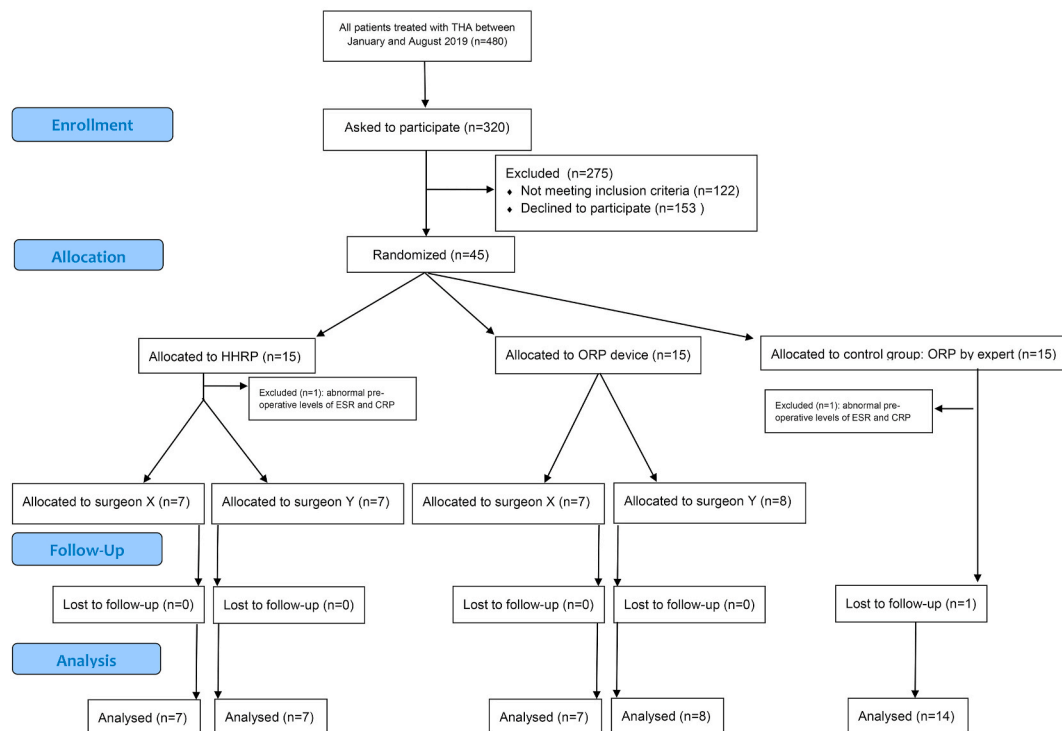 All patients treated with THA between
January and August 2019 (n=480)
Enrollment
Asked to participate (n=320)
Excluded (n=275)
♦ Not meeting inclusion criteria (n=122)
♦ Declined to participate (n=153 )
Allocation
Randomized (n=45)
Allocated to HHRP (n=15)
Allocated to ORP device (n=15)
Allocated to control group: ORP by expert (n=15)
Excluded (n=1): abnormal pre-
operative levels of ESR and CRP
Excluded (n=1): abnormal pre-
operative levels of ESR and CRP
Allocated to surgeon X (n=7)
Allocated to surgeon Y (n=7)
Allocated to surgeon X (n=7)
Allocated to surgeon Y (n=8)
Follow-Up
Lost to follow-up (n=0)
Lost to follow-up (n=0)
Lost to follow-up (n=0)
Lost to follow-up (n=0)
Lost to follow-up (n=1)
Analysis
Analysed (n=7)
Analysed (n=7)
Analysed (n=7)
Analysed (n=8)
Analysed (n=14)